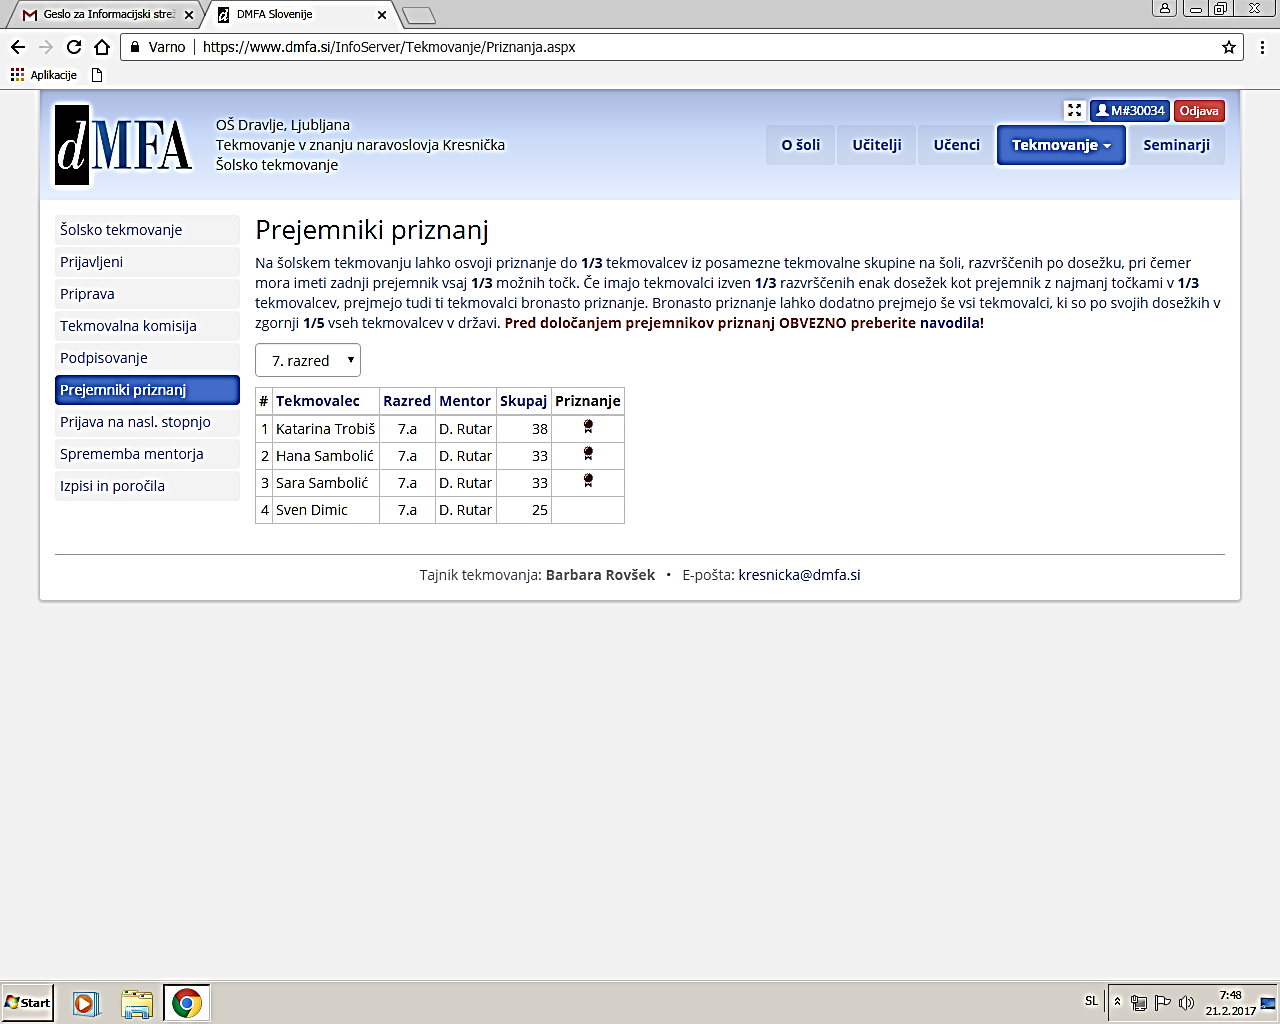 Geslo za Informacijski strež
DMFA Slovenije
Varno
https://www.dmfa.si/InfoServer/Tekmovanje/Priznanja.aspx
Aplikacije
dMFA
OŠ Dravlje, Ljubljana
Tekmovanje v znanju naravoslovja Kresnička
Šolsko tekmovanje
M#30034 Odjava
O šoli Učitelji Učenci Tekmovanje Seminarji
Šolsko tekmovanje
Prijavljeni
Priprava
Tekmovalna komisija
Podpisovanje
Prejemniki priznanj
Prijava na nasl. stopnjo
Sprememba mentorja
Izpisi in poročila
Prejemniki priznanj
Na šolskem tekmovanju lahko osvoji priznanje do 1/3 tekmovalcev iz posamezne tekmovalne skupine na šoli, razvrščenih po dosežku, pri čemer
mora imeti zadnji prejemnik vsaj 1/3 možnih točk. Če imajo tekmovalci izven 1/3 razvrščenih enak dosežek kot prejemnik z najmanj točkami v 1/3
tekmovalcev, prejmejo tudi ti tekmovalci bronasto priznanje. Bronasto priznanje lahko dodatno prejmejo še vsi tekmovalci, ki so po svojih dosežkih v
zgornji 1/5 vseh tekmovalcev v državi. Pred določanjem prejemnikov priznanj OBVEZNO preberite navodila!
7. razred
# Tekmovalec Razred Mentor Skupaj Priznanje
1 Katarina Trobiš 7.a D. Rutar 38
2 Hana Sambolić 7.a D. Rutar 33
3 Sara Sambolić 7.a D. Rutar 33
4 Sven Dimic 7.a D. Rutar 25
Tajnik tekmovanja: Barbara Rovšek • E-pošta: kresnicka@dmfa.si
Start
SL
7:48
21.2.2017